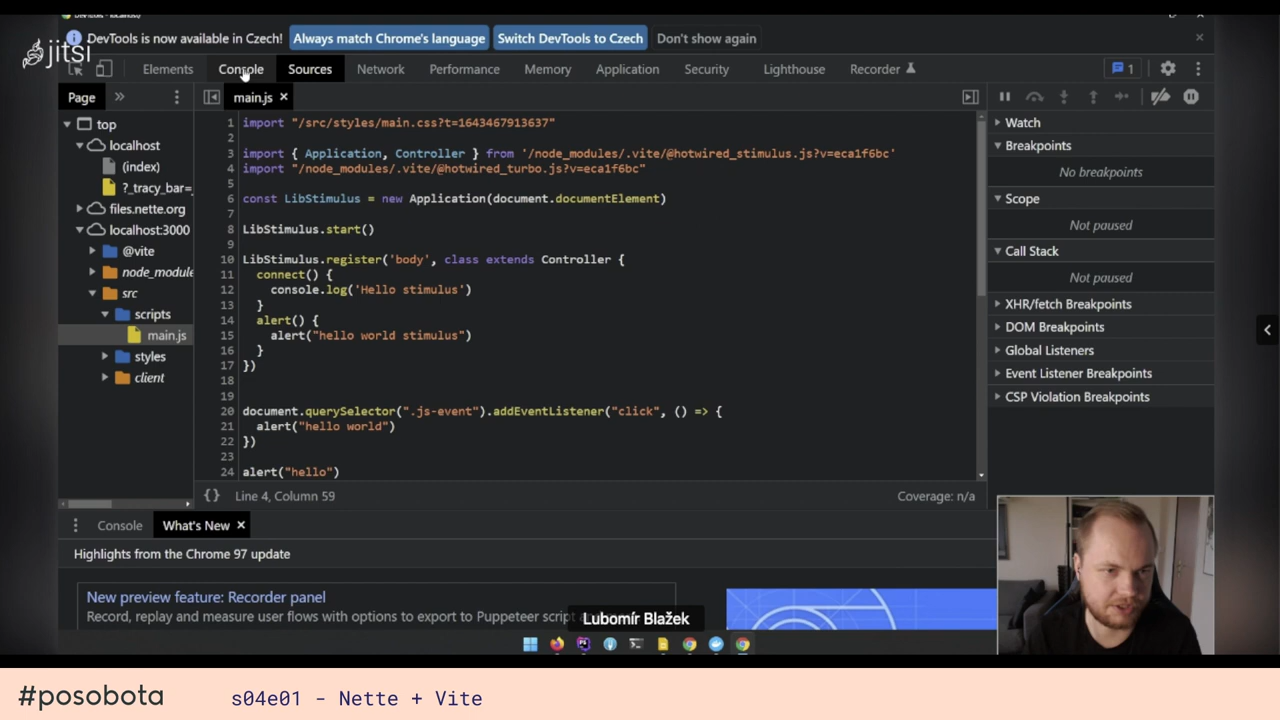 DevTools is now available in Czech! Always match Chrome's language Switch DevTools to Czech Don't show again
jitsi
Elements Console Sources Network Performance Memory Application Security Lighthouse Recorder 1
Page main.js
top
localhost
(index)
?_tracy_bar=
files.nette.org
localhost:3000
@vite
node_module
src
scripts
main.js
styles
client
1 import "/src/styles/main.css?t=1643467913637"
2
3 import { Application, Controller } from '/node_modules/.vite/@hotwired_stimulus.js?v=eca1f6bc'
4 import "/node_modules/.vite/@hotwired_turbo.js?v=eca1f6bc"
5
6 const LibStimulus = new Application(document.documentElement)
7
8 LibStimulus.start()
9
10 LibStimulus.register('body', class extends Controller {
11 connect() {
12 console.log('Hello stimulus')
13 }
14 alert() {
15 alert("hello world stimulus")
16 }
17 })
18
19
20 document.querySelector(".js-event").addEventListener("click", () => {
21 alert("hello world")
22 })
23
24 alert("hello")
{} Line 4, Column 59 Coverage: n/a
Watch
Breakpoints
No breakpoints
Scope
Not paused
Call Stack
Not paused
XHR/fetch Breakpoints
DOM Breakpoints
Global Listeners
Event Listener Breakpoints
CSP Violation Breakpoints
Console What's New
Highlights from the Chrome 97 update
New preview feature: Recorder panel
Record, replay and measure user flows with options to export to Puppeteer script
Lubomír Blažek
#posobota s04e01 - Nette + Vite